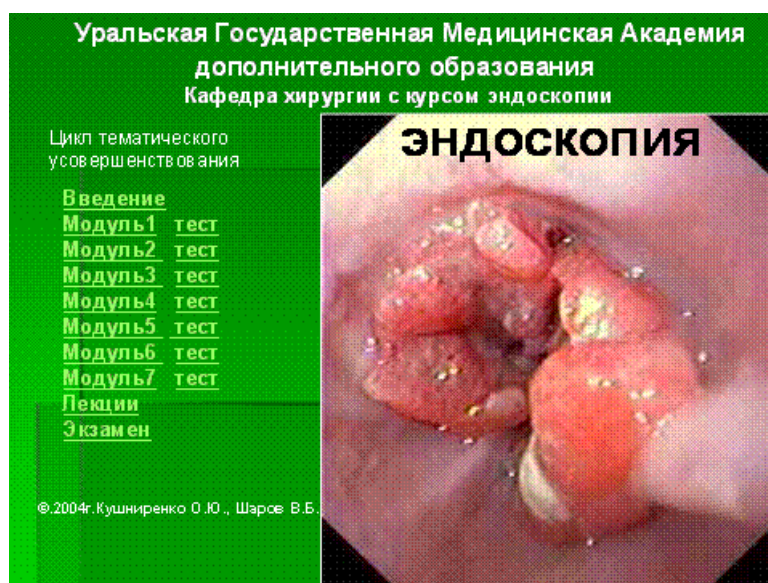 Уральская Государственная Медицинская Академия
дополнительного образования
Кафедра хирургии с курсом эндоскопии
Цикл тематического
усовершенствования
ЭНДОСКОПИЯ
Введение
Модуль1 тест
Модуль2 тест
Модуль3 тест
Модуль4 тест
Модуль5 тест
Модуль6 тест
Модуль7 тест
Лекции
Экзамен
©.2004г.Кушниренко О.Ю., Шаров В.Б.